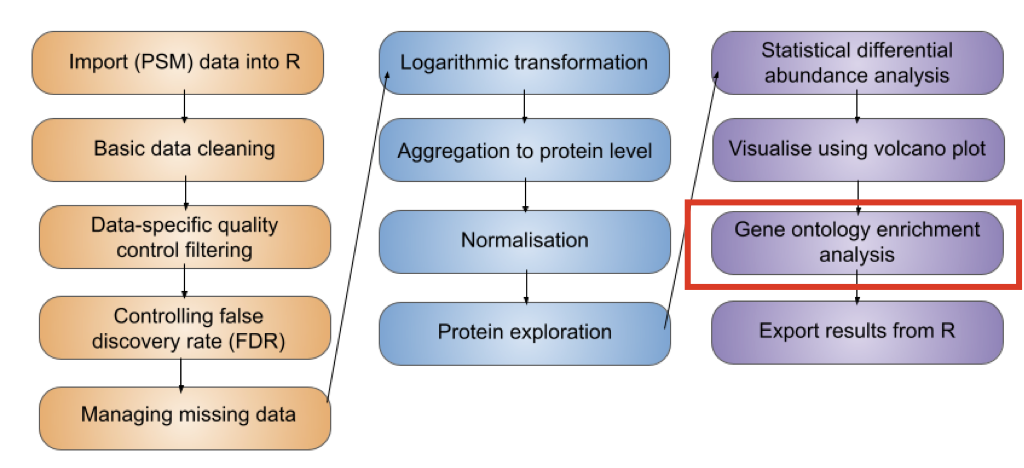 Import (PSM) data into R
Basic data cleaning
Data-specific quality
control filtering
Controlling false
discovery rate (FDR)
Managing missing data
Logarithmic transformation
Aggregation to protein level
Normalisation
Protein exploration
Statistical differential
abundance analysis
Visualise using volcano plot
Gene ontology enrichment
analysis
Export results from R